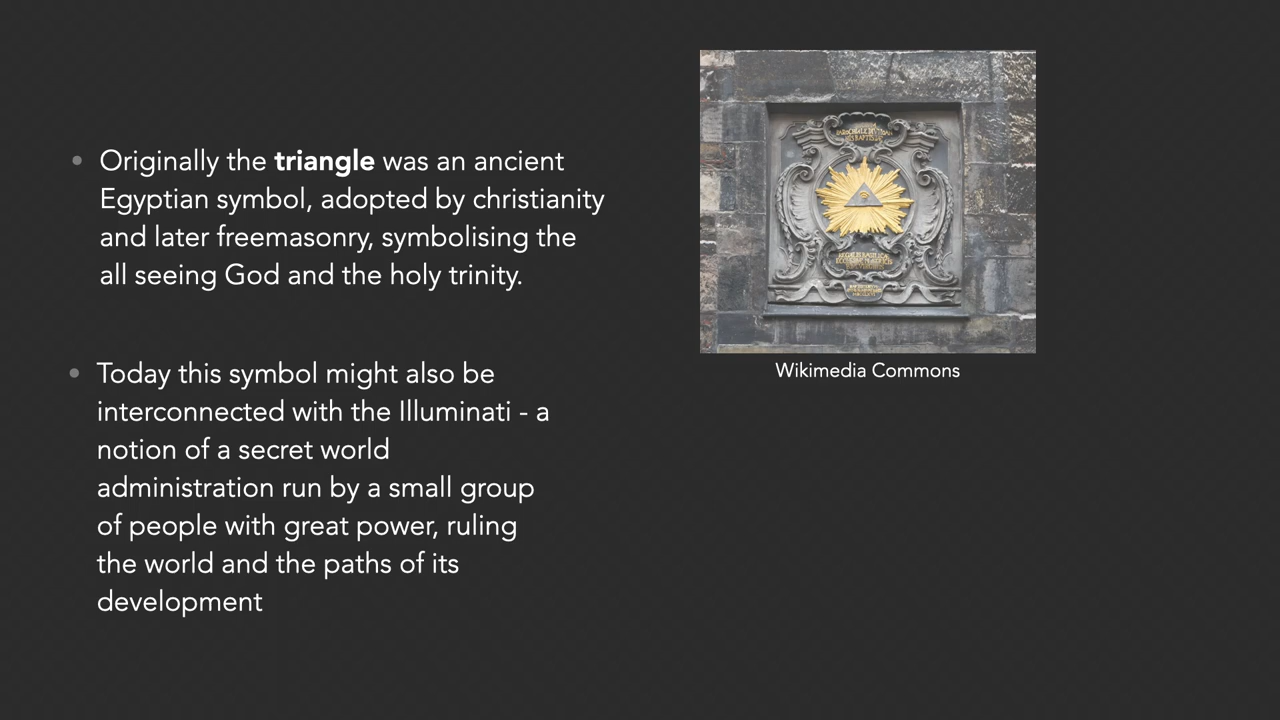 Originally the triangle was an ancient
Egyptian symbol, adopted by christianity
and later freemasonry, symbolising the
all seeing God and the holy trinity.
Today this symbol might also be
interconnected with the Illuminati - a
notion of a secret world
administration run by a small group
of people with great power, ruling
the world and the paths of its
development
Wikimedia Commons